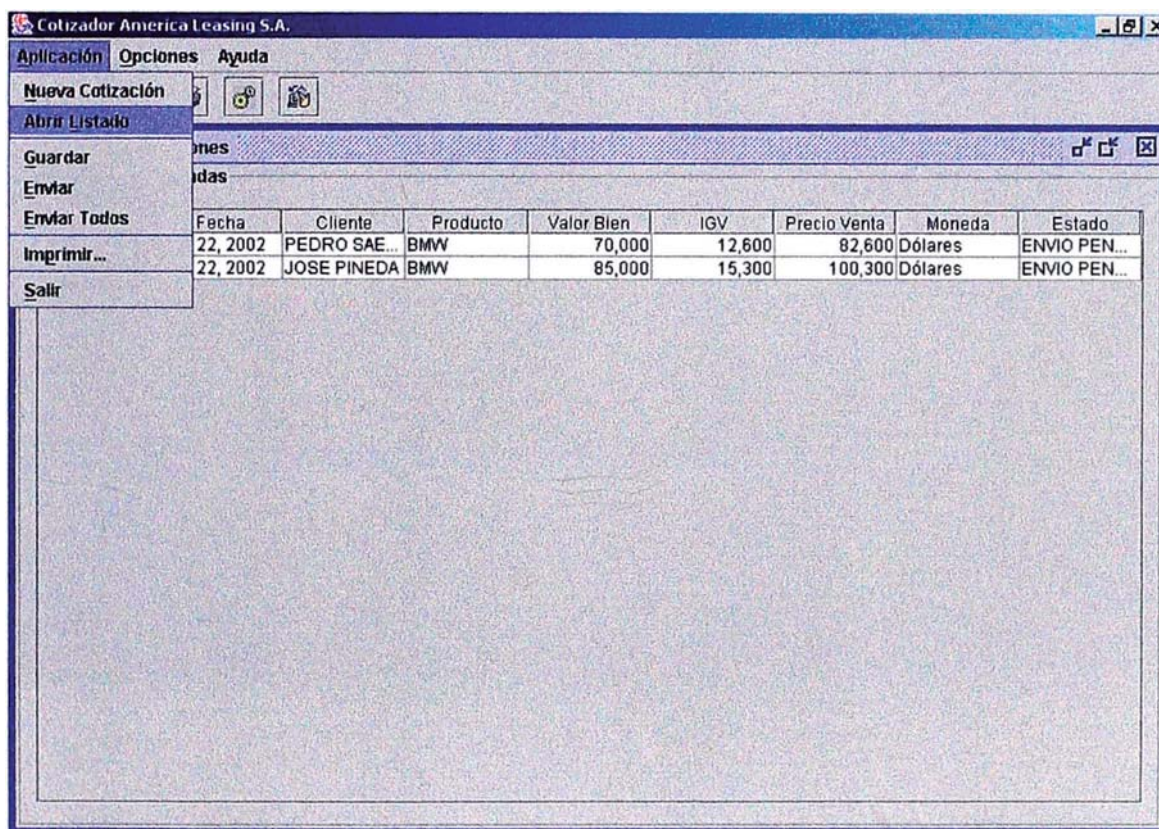 Cotizador America Leasing S.A.
Aplicación Opciones Ayuda
Nueva Cotización
Abrir Listado
Guardar
Enviar
Enviar Todos
Imprimir...
Salir
nes
das
Fecha Cliente Producto Valor Bien IGV Precio Venta Moneda Estado
22, 2002 PEDRO SAE... BMW 70,000 12,600 82,600 Dólares ENVIO PEN...
22, 2002 JOSE PINEDA BMW 85,000 15,300 100,300 Dólares ENVIO PEN...